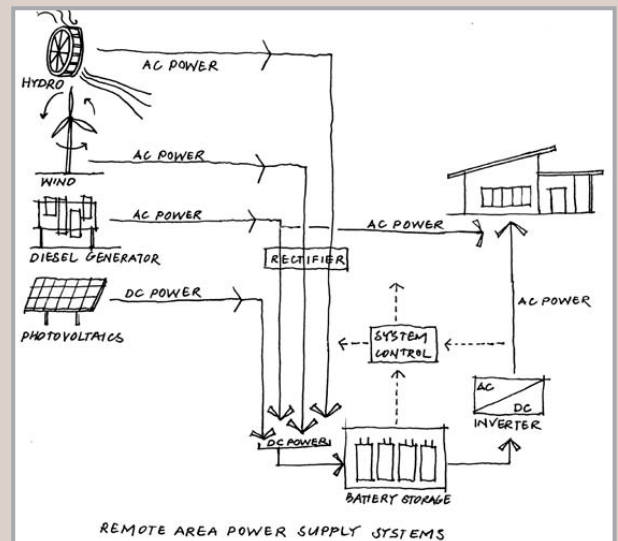 AC POWER
HYDRO
AC POWER
WIND
AC POWER
AC POWER
DIESEL GENERATOR
RECTIFIER
DC POWER
AC POWER
PHOTOVOLTAICS
SYSTEM
CONTROL
AC
DC
INVERTER
DC POWER
BATTERY STORAGE
REMOTE AREA POWER SUPPLY SYSTEMS